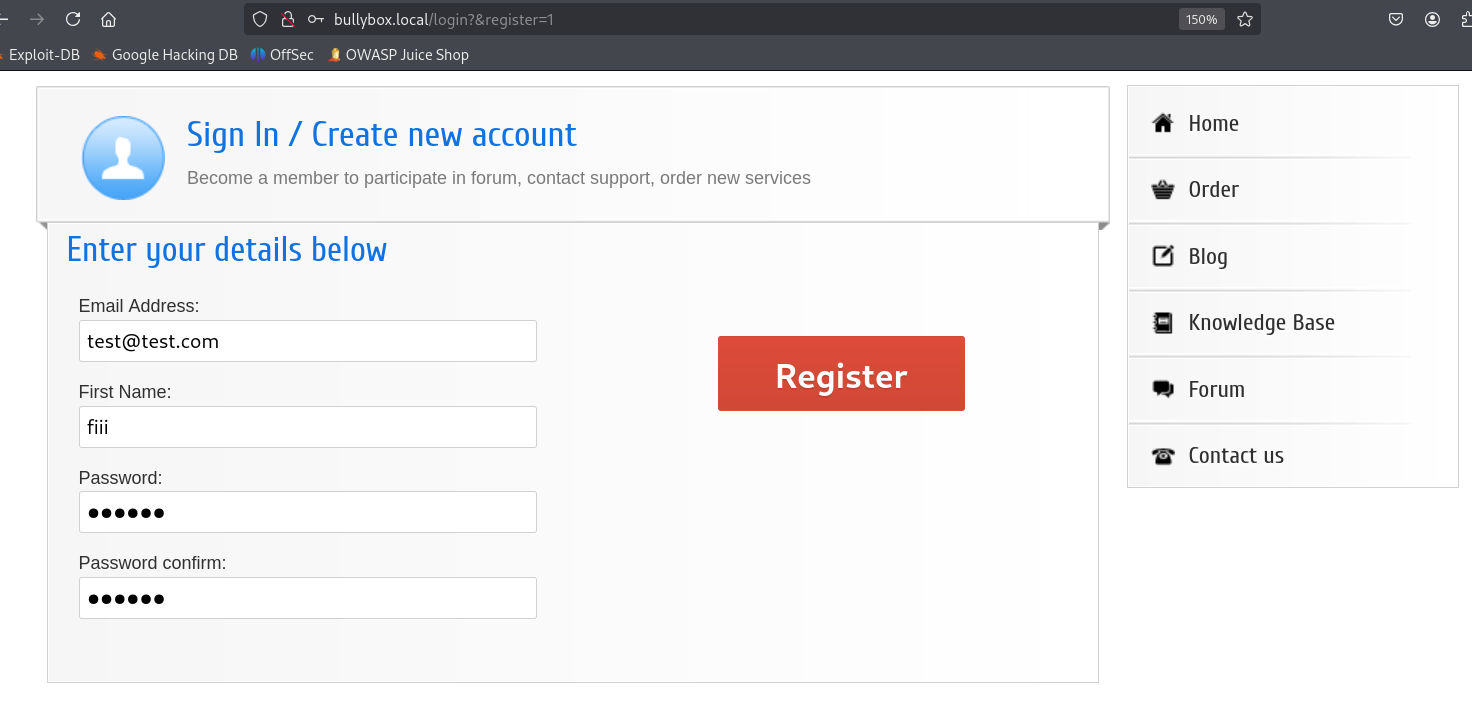 bullybox.local/login?&register=1
150%
Exploit-DB Google Hacking DB OffSec OWASP Juice Shop
Sign In / Create new account
Become a member to participate in forum, contact support, order new services
Enter your details below
Email Address:
test@test.com
First Name:
fiii
Password:
●●●●●●
Password confirm:
●●●●●●
Register
Home
Order
Blog
Knowledge Base
Forum
Contact us